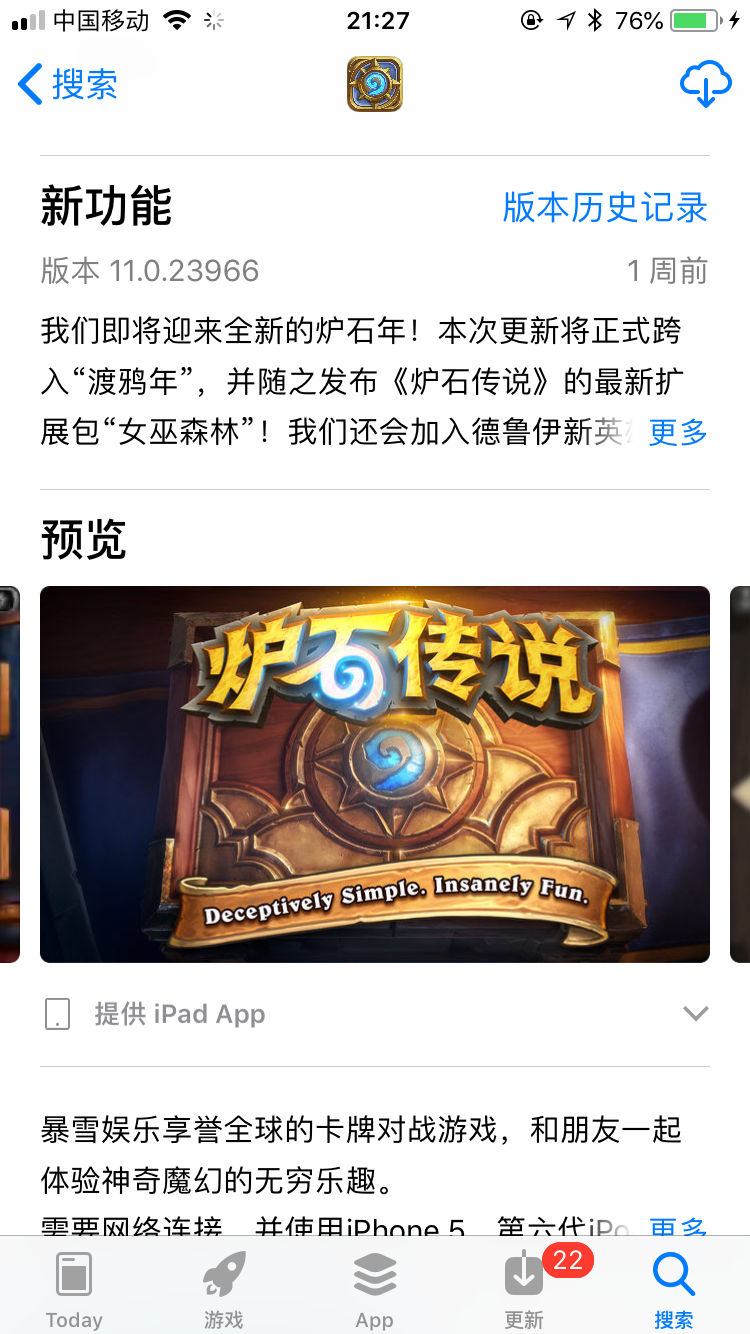 中国移动 21:27 76%
搜索
新功能 版本历史记录
版本 11.0.23966 1 周前
我们即将迎来全新的炉石年！本次更新将正式跨
入“渡鸦年”，并随之发布《炉石传说》的最新扩
展包“女巫森林”！我们还会加入德鲁伊新英 更多
预览
炉石传说
Deceptively Simple. Insanely Fun.
提供 iPad App
暴雪娱乐享誉全球的卡牌对战游戏，和朋友一起
体验神奇魔幻的无穷乐趣。
需要网络连接，并使用iPhone 5、第六代iPo 更多
22
Today 游戏 App 更新 搜索